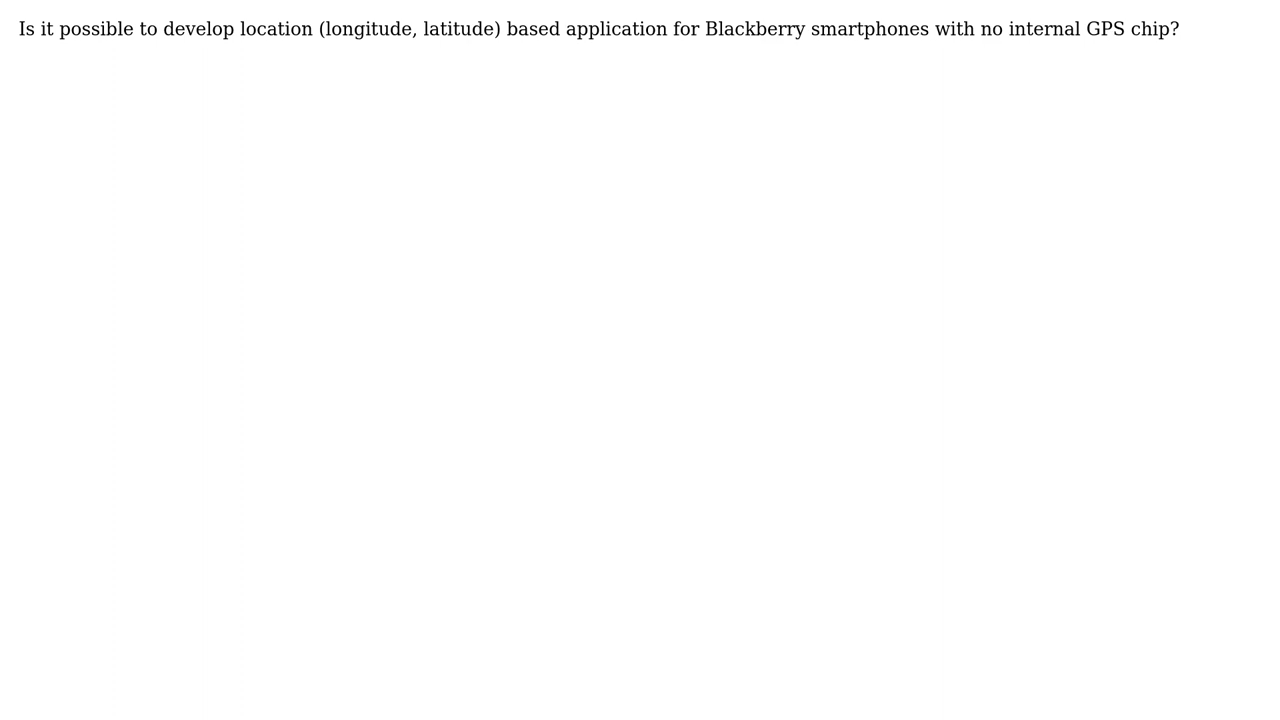 Is it possible to develop location (longitude, latitude) based application for Blackberry smartphones with no internal GPS chip?